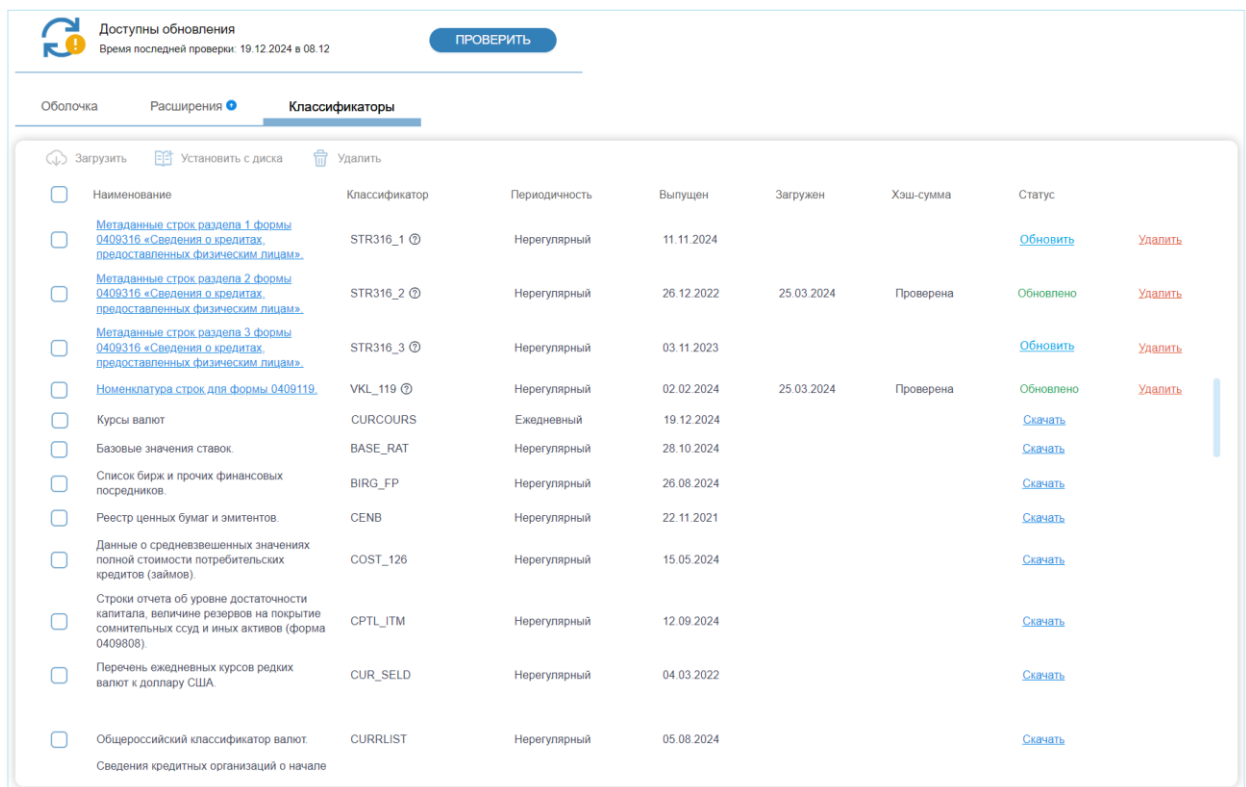 Доступны обновления
Время последней проверки: 19.12.2024 в 08.12
ПРОВЕРИТЬ
Оболочка Расширения Классификаторы
Загрузить Установить с диска Удалить
Наименование Классификатор Периодичность Выпущен Загружен Хэш-сумма Статус
Метаданные строк раздела 1 формы
0409316 «Сведения о кредитах,
предоставленных физическим лицам».
STR316_1 Нерегулярный 11.11.2024 Обновить Удалить
Метаданные строк раздела 2 формы
0409316 «Сведения о кредитах,
предоставленных физическим лицам».
STR316_2 Нерегулярный 26.12.2022 25.03.2024 Проверена Обновлено Удалить
Метаданные строк раздела 3 формы
0409316 «Сведения о кредитах,
предоставленных физическим лицам».
STR316_3 Нерегулярный 03.11.2023 Обновить Удалить
Номенклатура строк для формы 0409119. VKL_119 Нерегулярный 02.02.2024 25.03.2024 Проверена Обновлено Удалить
Курсы валют CURCOURS Ежедневный 19.12.2024 Скачать
Базовые значения ставок. BASE_RAT Нерегулярный 28.10.2024 Скачать
Список бирж и прочих финансовых
посредников.
BIRG_FP Нерегулярный 26.08.2024 Скачать
Реестр ценных бумаг и эмитентов. CENB Нерегулярный 22.11.2021 Скачать
Данные о средневзвешенных значениях
полной стоимости потребительских
кредитов (займов).
COST_126 Нерегулярный 15.05.2024 Скачать
Строки отчета об уровне достаточности
капитала, величине резервов на покрытие
сомнительных ссуд и иных активов (форма
0409808).
CPTL_ITM Нерегулярный 12.09.2024 Скачать
Перечень ежедневных курсов редких
валют к доллару США.
CUR_SELD Нерегулярный 04.03.2022 Скачать
Общероссийский классификатор валют. CURRLIST Нерегулярный 05.08.2024 Скачать
Сведения кредитных организаций о начале